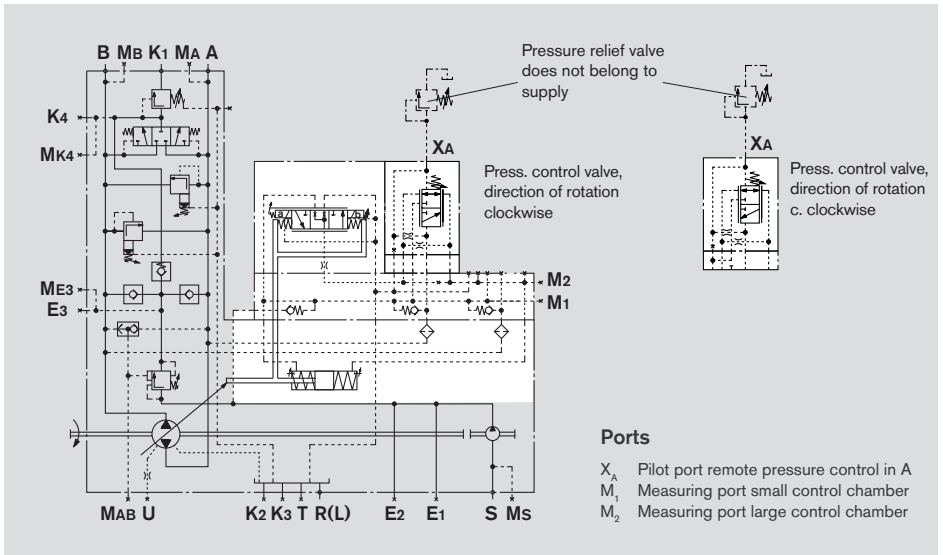 B MB K1 MA A
Pressure relief valve
does not belong to
supply
K4
MK4
XA
XA
Press. control valve,
direction of rotation
clockwise
Press. control valve,
direction of rotation
c. clockwise
a b
M2
M1
ME3
E3
Ports
XA Pilot port remote pressure control in A
M1 Measuring port small control chamber
M2 Measuring port large control chamber
MAB U K2 K3 T R(L) E2 E1 S MS